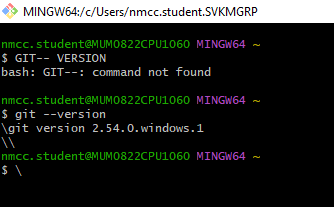 MINGW64:/c/Users/nmcc.student.SVKMGRP
nmcc.student@MUM0822CPU1060 MINGW64 ~
$ GIT-- VERSION
bash: GIT--: command not found
nmcc.student@MUM0822CPU1060 MINGW64 ~
$ git --version
\git version 2.54.0.windows.1
\\
nmcc.student@MUM0822CPU1060 MINGW64 ~
$ \